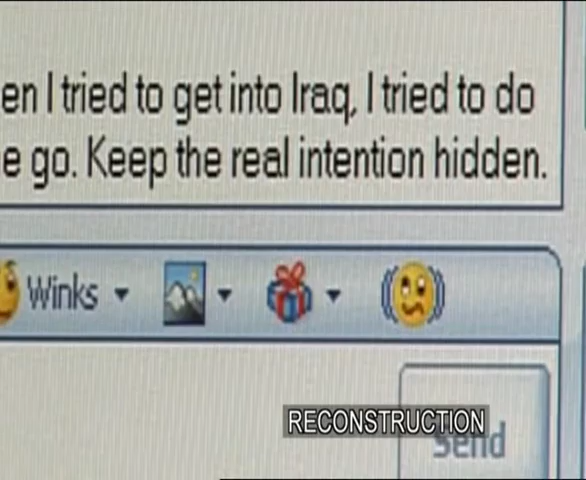 en I tried to get into Iraq, I tried to do
e go. Keep the real intention hidden.
Winks
RECONSTRUCTION
Send